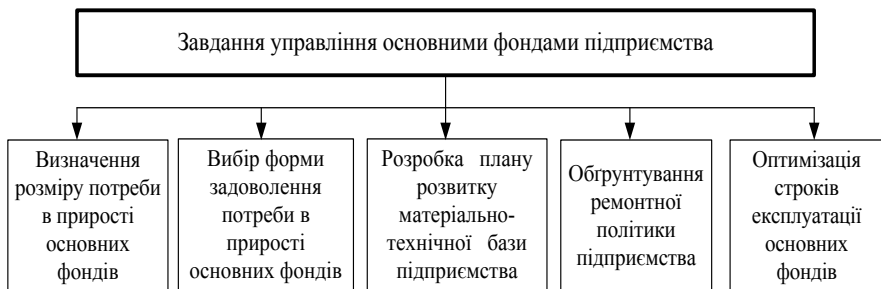 Завдання управління основними фондами підприємства
Визначення
розміру потреби
в прирості
основних
фондів
Вибір форми
задоволення
потреби в
прирості
основних фондів
Розробка плану
розвитку
матеріально-
технічної бази
підприємства
Обґрунтування
ремонтної
політики
підприємства
Оптимізація
строків
експлуатації
основних
фондів